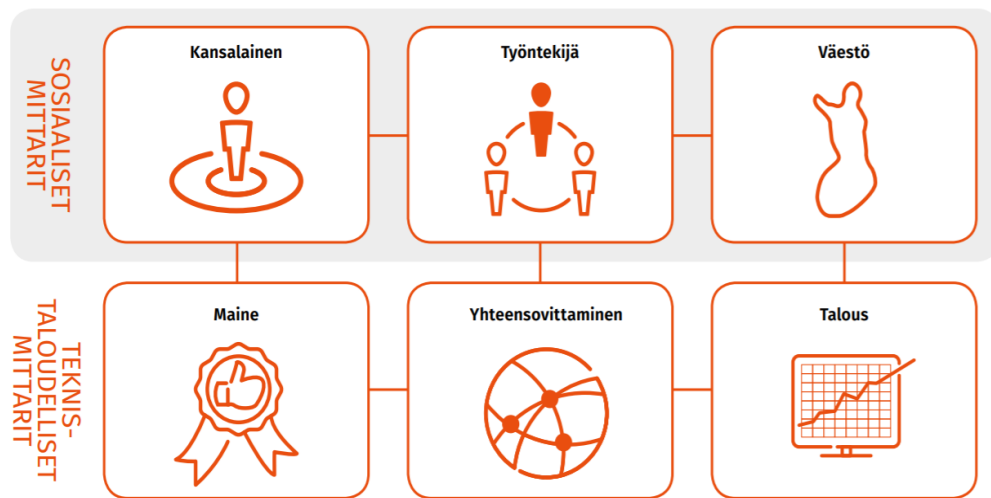 SOSIAALISET
MITTARIT
Kansalainen
Työntekijä
Väestö
TEKNIS-
TALOUDELLISET
MITTARIT
Maine
Yhteensovittaminen
Talous